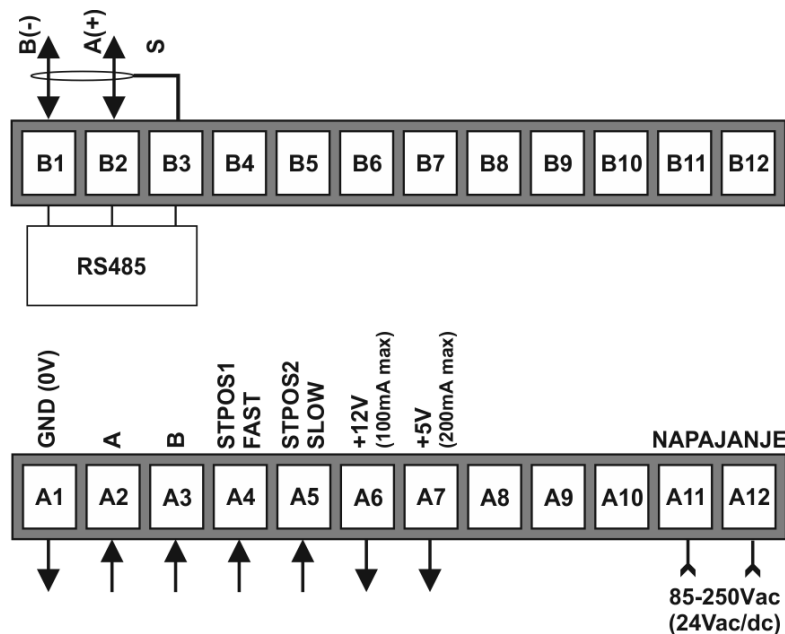 B(-)
A(+)
S
B1 B2 B3 B4 B5 B6 B7 B8 B9 B10 B11 B12
RS485
GND (0V)
A
B
STPOS1
FAST
STPOS2
SLOW
+12V
(100mA max)
+5V
(200mA max)
NAPAJANJE
A1 A2 A3 A4 A5 A6 A7 A8 A9 A10 A11 A12
85-250Vac
(24Vac/dc)